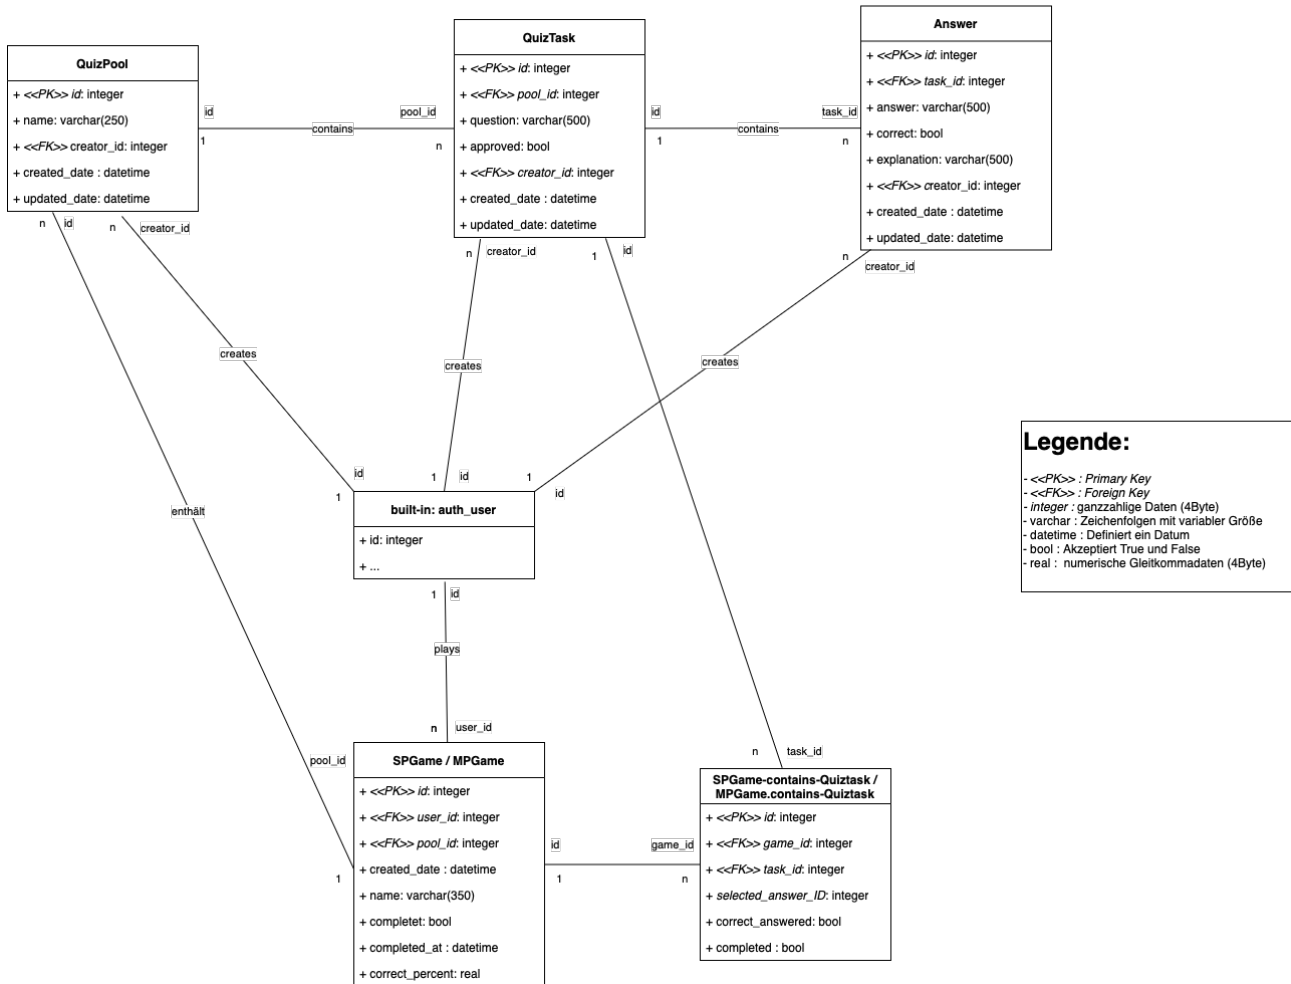 QuizPool
+ <<PK>> id: integer
+ name: varchar(250)
+ <<FK>> creator_id: integer
+ created_date : datetime
+ updated_date: datetime
QuizTask
+ <<PK>> id: integer
+ <<FK>> pool_id: integer
+ question: varchar(500)
+ approved: bool
+ <<FK>> creator_id: integer
+ created_date : datetime
+ updated_date: datetime
Answer
+ <<PK>> id: integer
+ <<FK>> task_id: integer
+ answer: varchar(500)
+ correct: bool
+ explanation: varchar(500)
+ <<FK>> creator_id: integer
+ created_date : datetime
+ updated_date: datetime
id
1
contains
pool_id
n
id
1
contains
task_id
n
n
id
n
creator_id
n
creator_id
1
id
n
creator_id
creates
creates
creates
id
1
1
id
1
id
built-in: auth_user
+ id: integer
+ ...
enthält
1
id
plays
n
user_id
pool_id
1
n
task_id
SPGame / MPGame
+ <<PK>> id: integer
+ <<FK>> user_id: integer
+ <<FK>> pool_id: integer
+ created_date : datetime
+ name: varchar(350)
+ completet: bool
+ completed_at : datetime
+ correct_percent: real
id
1
game_id
n
SPGame-contains-Quiztask /
MPGame.contains-Quiztask
+ <<PK>> id: integer
+ <<FK>> game_id: integer
+ <<FK>> task_id: integer
+ selected_answer_ID: integer
+ correct_answered: bool
+ completed : bool
Legende:
- <<PK>> : Primary Key
- <<FK>> : Foreign Key
- integer : ganzzahlige Daten (4Byte)
- varchar : Zeichenfolgen mit variabler Größe
- datetime : Definiert ein Datum
- bool : Akzeptiert True und False
- real : numerische Gleitkommadaten (4Byte)